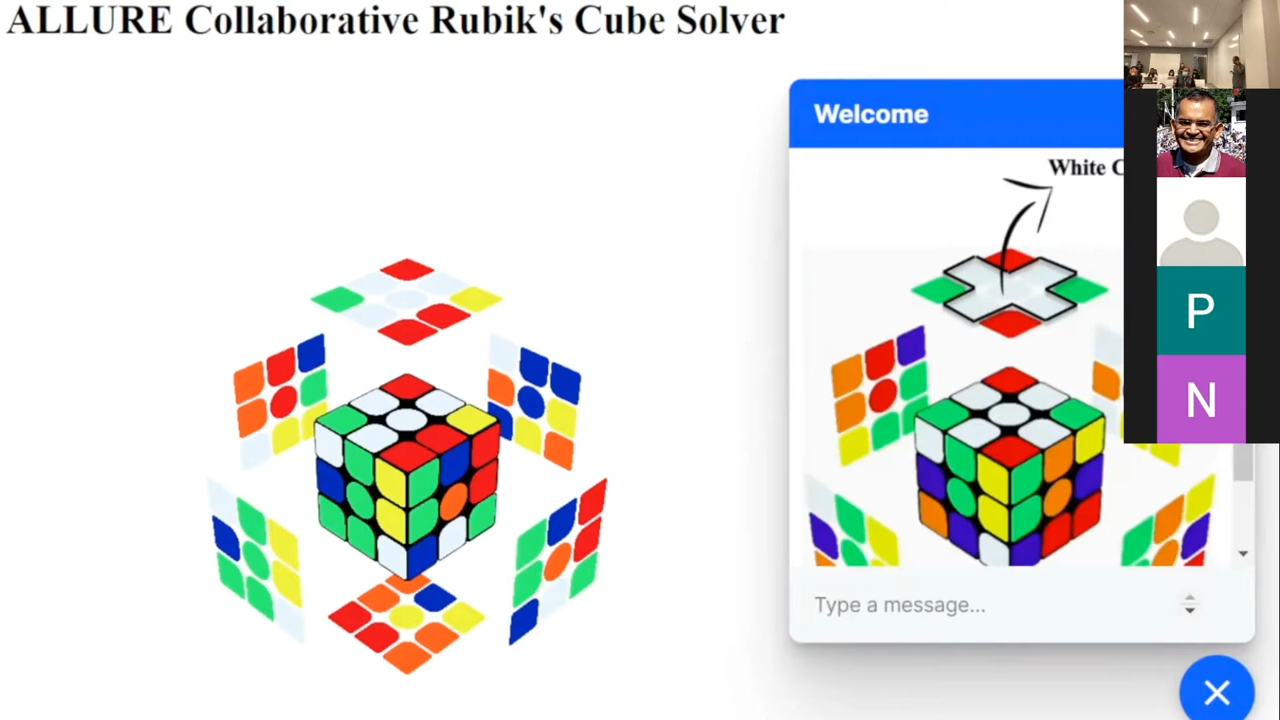 ALLURE Collaborative Rubik's Cube Solver
Welcome
White C
P
N
Type a message...